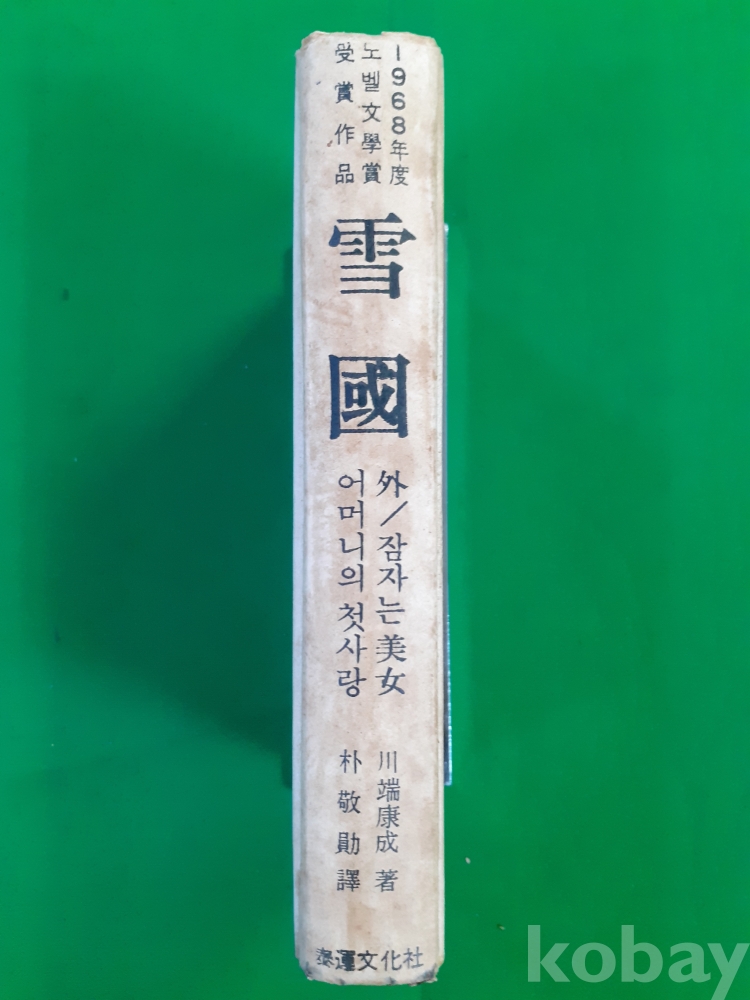 1968年度
노벨文學賞
受賞作品
雪國
外/잠자는美女
어머니의첫사랑
川端康成 著
朴敬勛 譯
泰運文化社
kobay